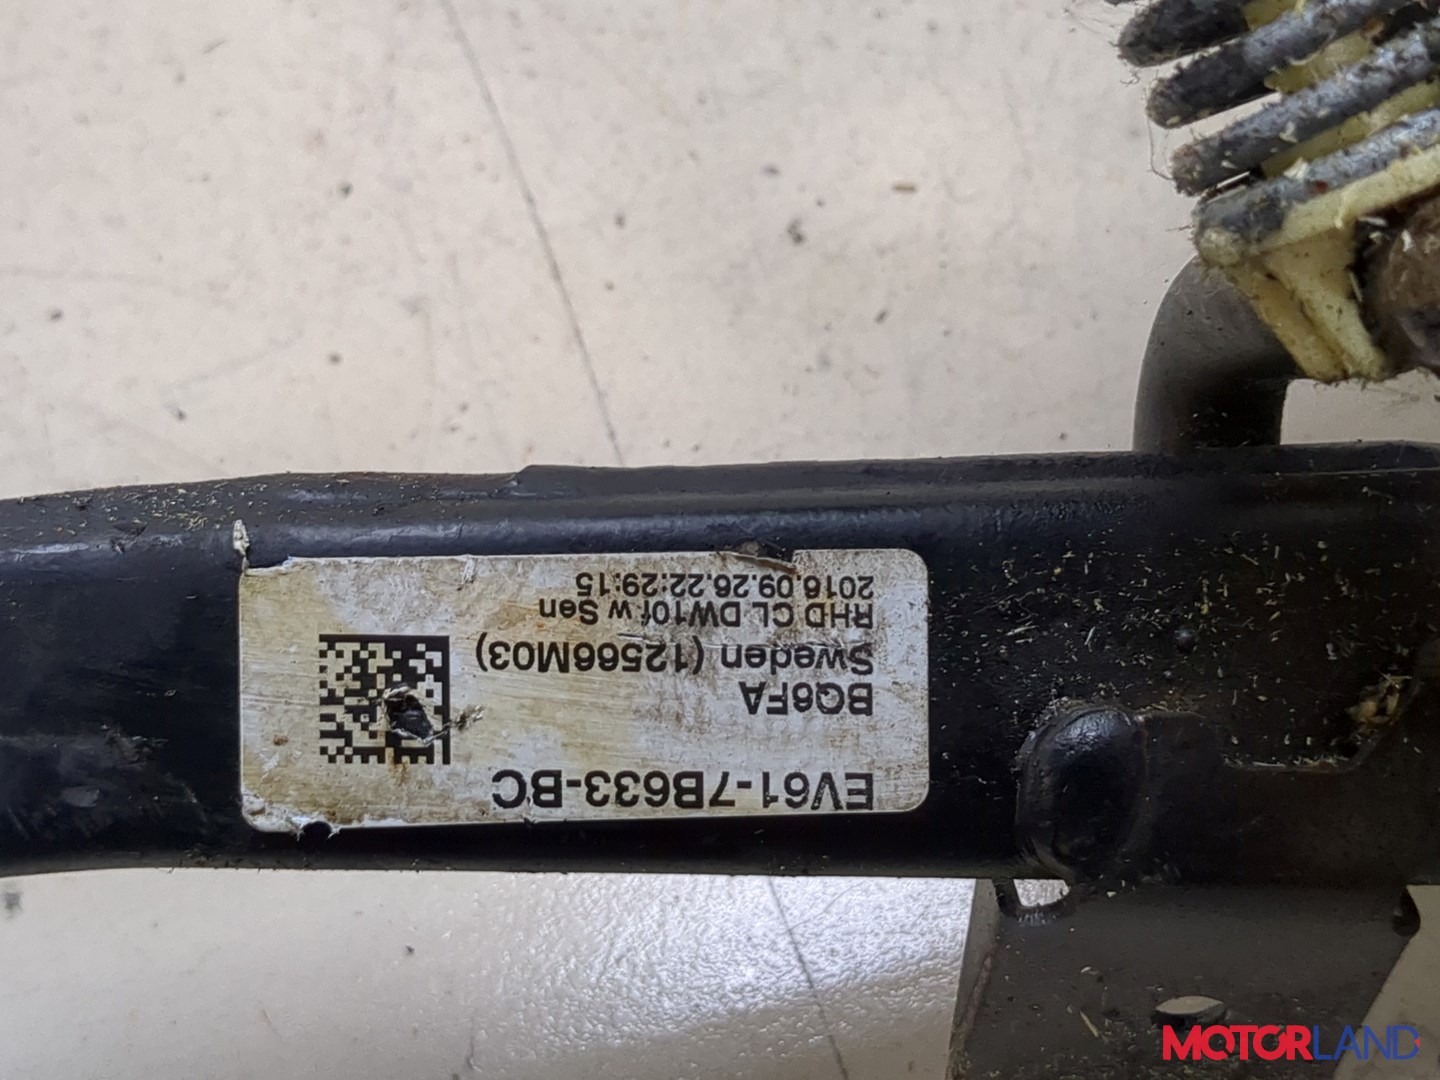 EV61-7B633-BC
BQ6FA
Sweden (12566M03)
RHD CL DW10f w Sen
2016.09.26.22:29:15
MOTORLAND